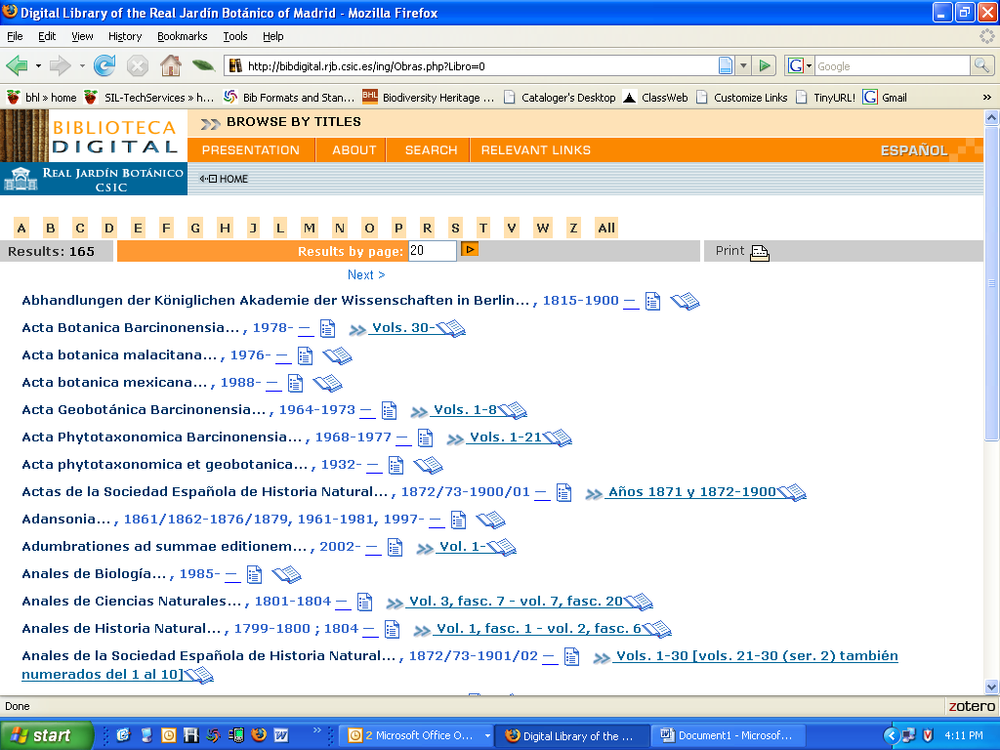 Digital Library of the Real Jardín Botánico of Madrid - Mozilla Firefox
File Edit View History Bookmarks Tools Help
http://bibdigital.rjb.csic.es/ing/Obras.php?Libro=0 G Google
bhl » home SIL-TechServices » h... Bib Formats and Stan... BHL Biodiversity Heritage ... Cataloger's Desktop ClassWeb Customize Links TinyURL! G Gmail »
BIBLIOTECA DIGITAL
REAL JARDÍN BOTÁNICO CSIC
BROWSE BY TITLES
PRESENTATION ABOUT SEARCH RELEVANT LINKS ESPAÑOL
HOME
A B C D E F G H J L M N O P R S T V W Z All
Results: 165 Results by page: 20 Print
Next >
Abhandlungen der Königlichen Akademie der Wissenschaften in Berlin... , 1815-1900 —
Acta Botanica Barcinonensia... , 1978- — Vols. 30-
Acta botanica malacitana... , 1976- —
Acta botanica mexicana... , 1988- —
Acta Geobotánica Barcinonensia... , 1964-1973 — Vols. 1-8
Acta Phytotaxonomica Barcinonensia... , 1968-1977 — Vols. 1-21
Acta phytotaxonomica et geobotanica... , 1932- —
Actas de la Sociedad Española de Historia Natural... , 1872/73-1900/01 — Años 1871 y 1872-1900
Adansonia... , 1861/1862-1876/1879, 1961-1981, 1997- —
Adumbrationes ad summae editionem... , 2002- — Vol. 1-
Anales de Biología... , 1985- —
Anales de Ciencias Naturales... , 1801-1804 — Vol. 3, fasc. 7 - vol. 7, fasc. 20
Anales de Historia Natural... , 1799-1800 ; 1804 — Vol. 1, fasc. 1 - vol. 2, fasc. 6
Anales de la Sociedad Española de Historia Natural... , 1872/73-1901/02 — Vols. 1-30 [vols. 21-30 (ser. 2) también
numerados del 1 al 10]
Done zotero
start » 2 Microsoft Office O... Digital Library of the ... Document1 - Microsof... 4:11 PM